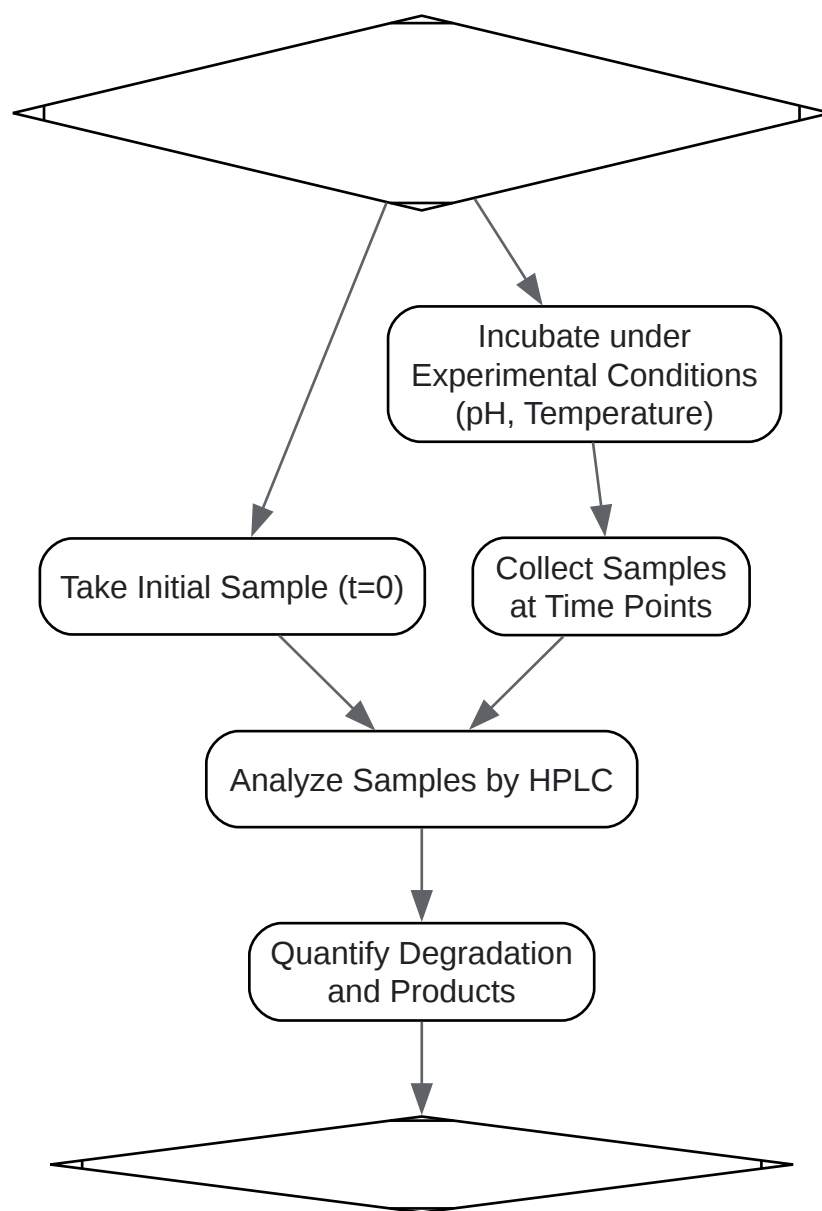 Incubate under
Experimental Conditions
(pH, Temperature)
Take Initial Sample (t=0)
Collect Samples
at Time Points
Analyze Samples by HPLC
Quantify Degradation
and Products